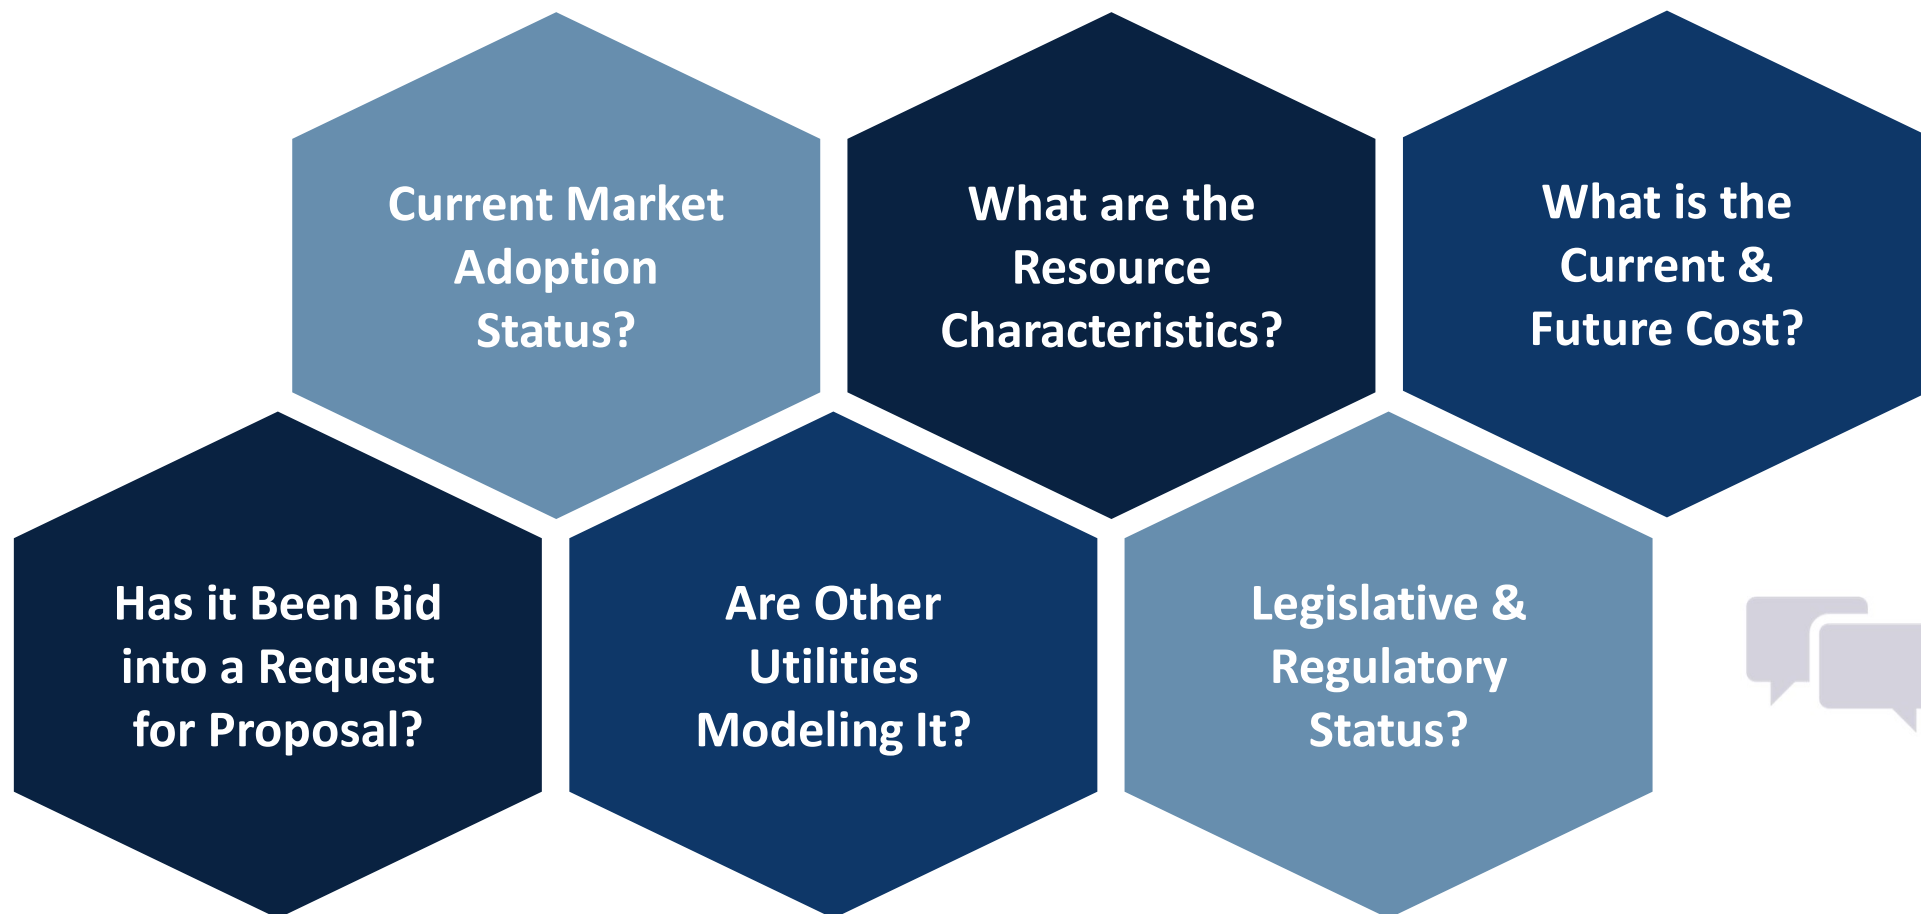 Current Market
Adoption
Status?
What are the
Resource
Characteristics?
What is the
Current &
Future Cost?
Has it Been Bid
into a Request
for Proposal?
Are Other
Utilities
Modeling It?
Legislative &
Regulatory
Status?